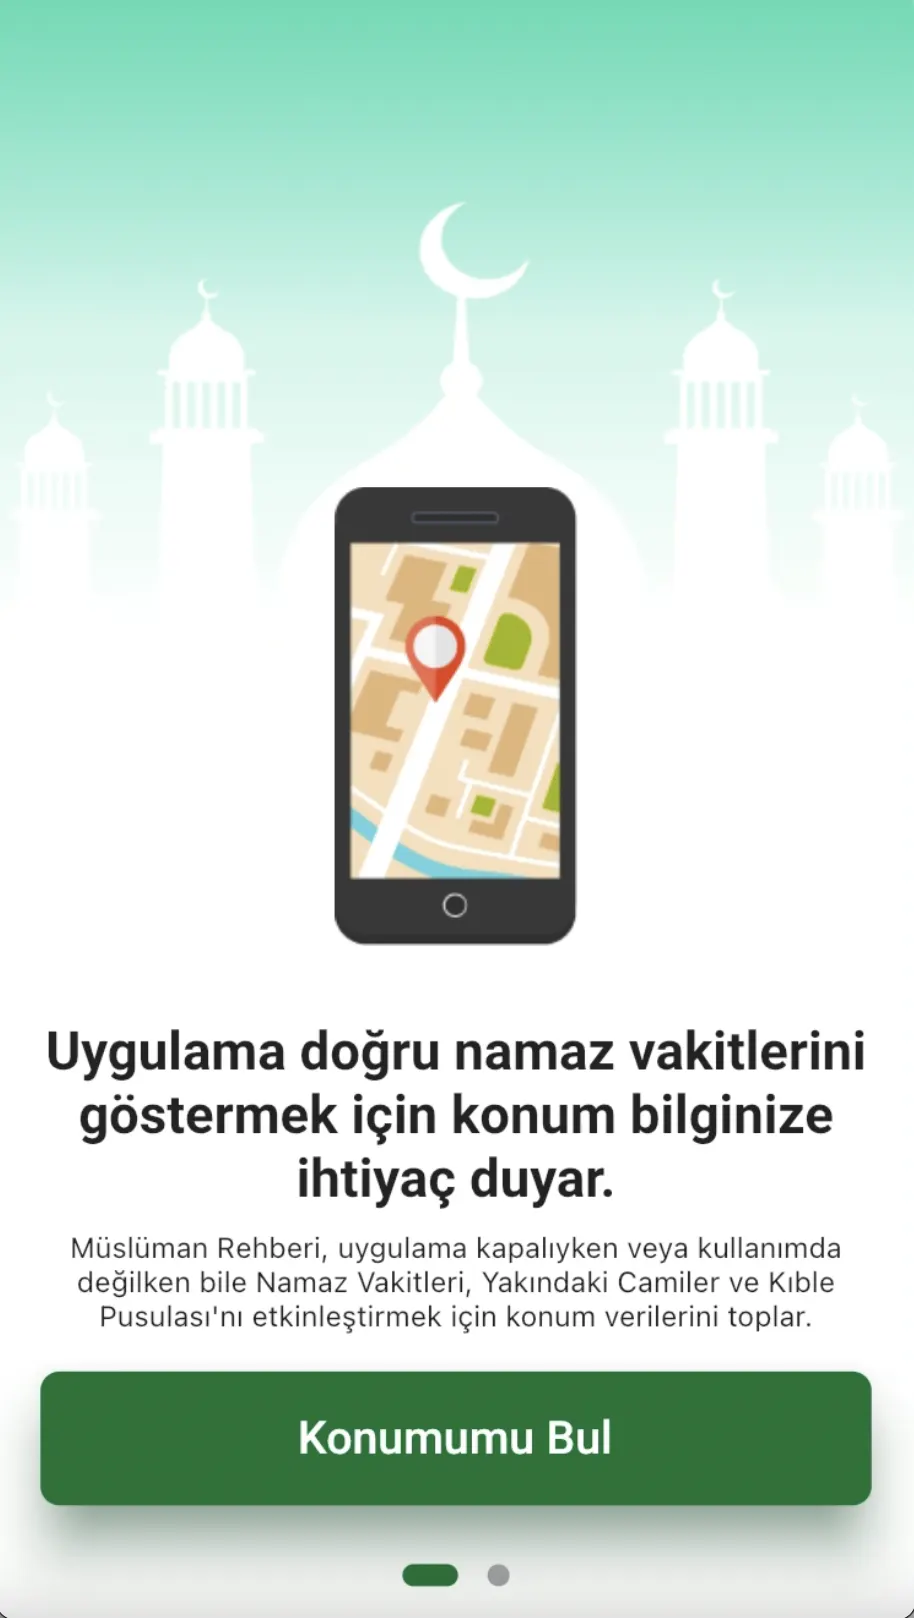 Uygulama doğru namaz vakitlerini
göstermek için konum bilginize
ihtiyaç duyar.
Müslüman Rehberi, uygulama kapalıyken veya kullanımda
değilken bile Namaz Vakitleri, Yakındaki Camiler ve Kıble
Pusulası'nı etkinleştirmek için konum verilerini toplar.
Konumumu Bul